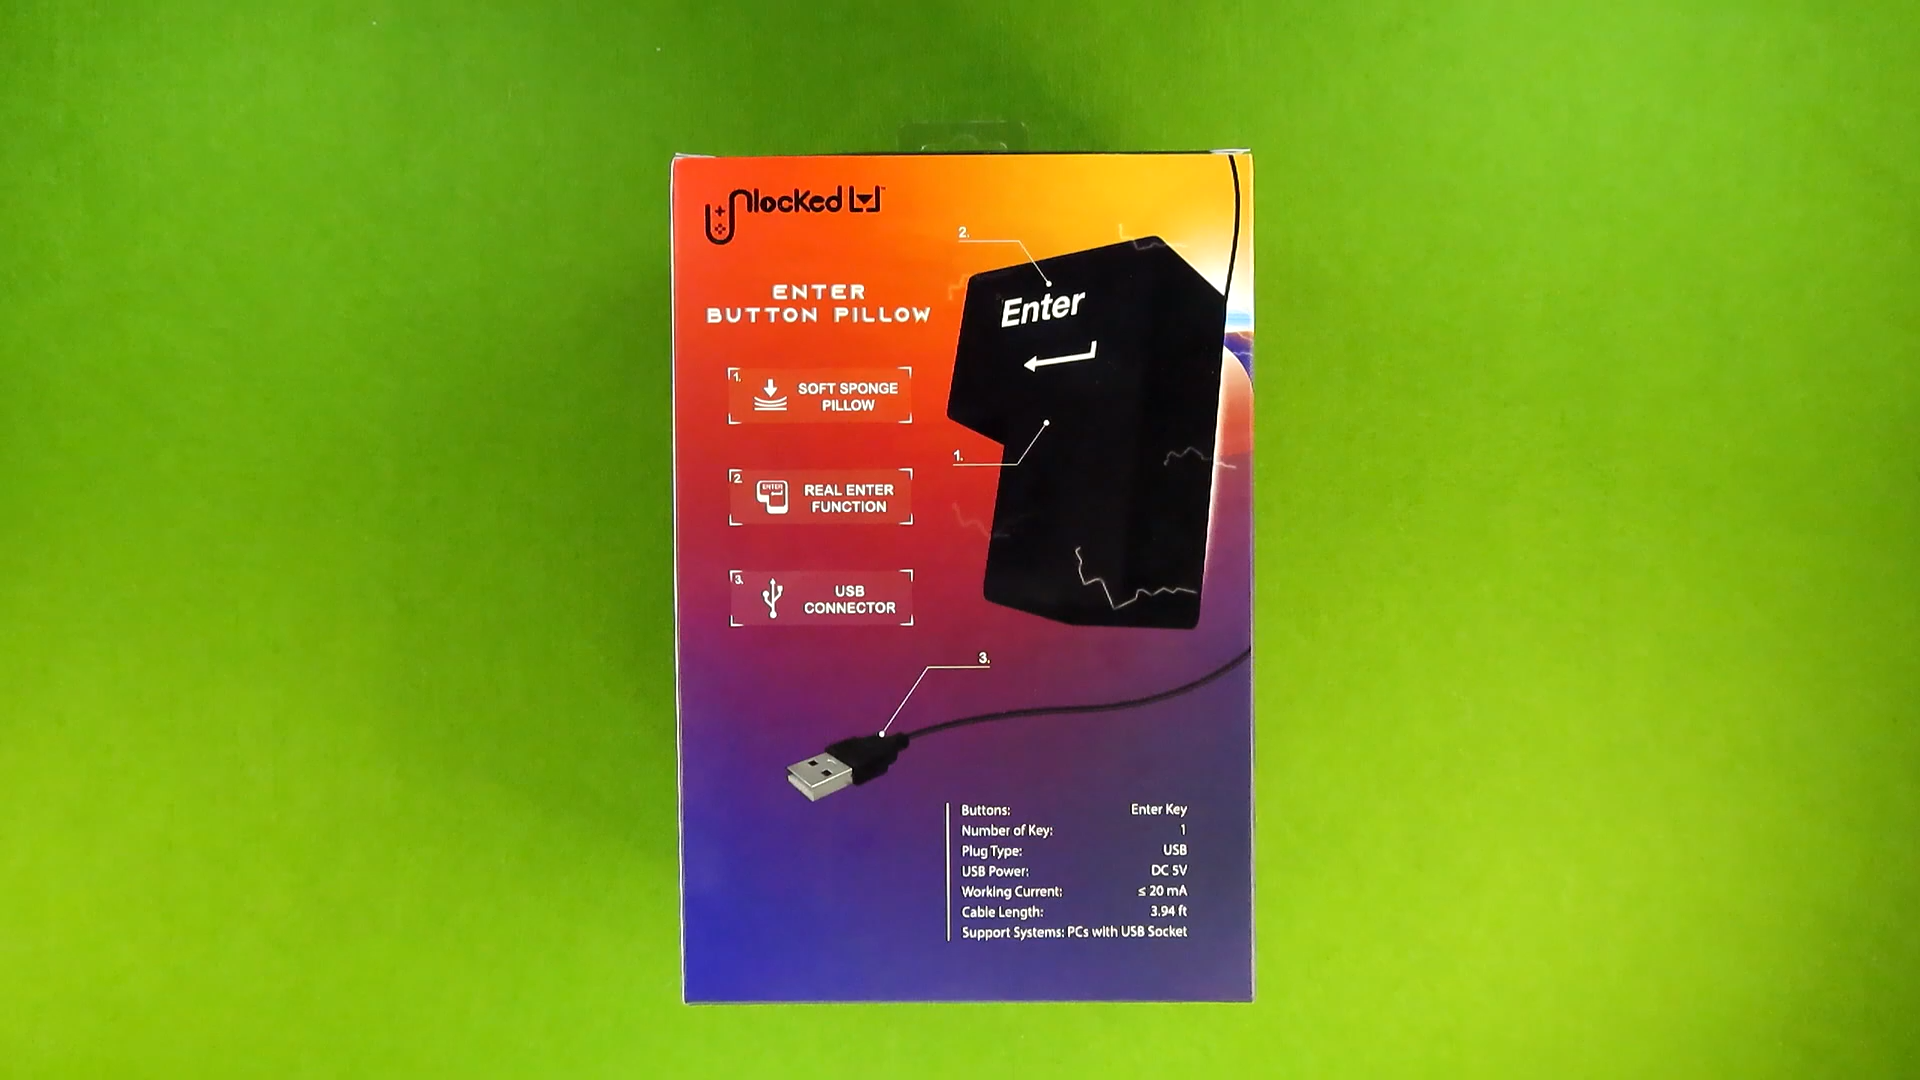 Unlocked Lvl™
ENTER
BUTTON PILLOW
1.
SOFT SPONGE
PILLOW
2.
ENTER
REAL ENTER
FUNCTION
3.
USB
CONNECTOR
2.
Enter
1.
3.
Buttons: Enter Key
Number of Key: 1
Plug Type: USB
USB Power: DC 5V
Working Current: ≤ 20 mA
Cable Length: 3.94 ft
Support Systems: PCs with USB Socket